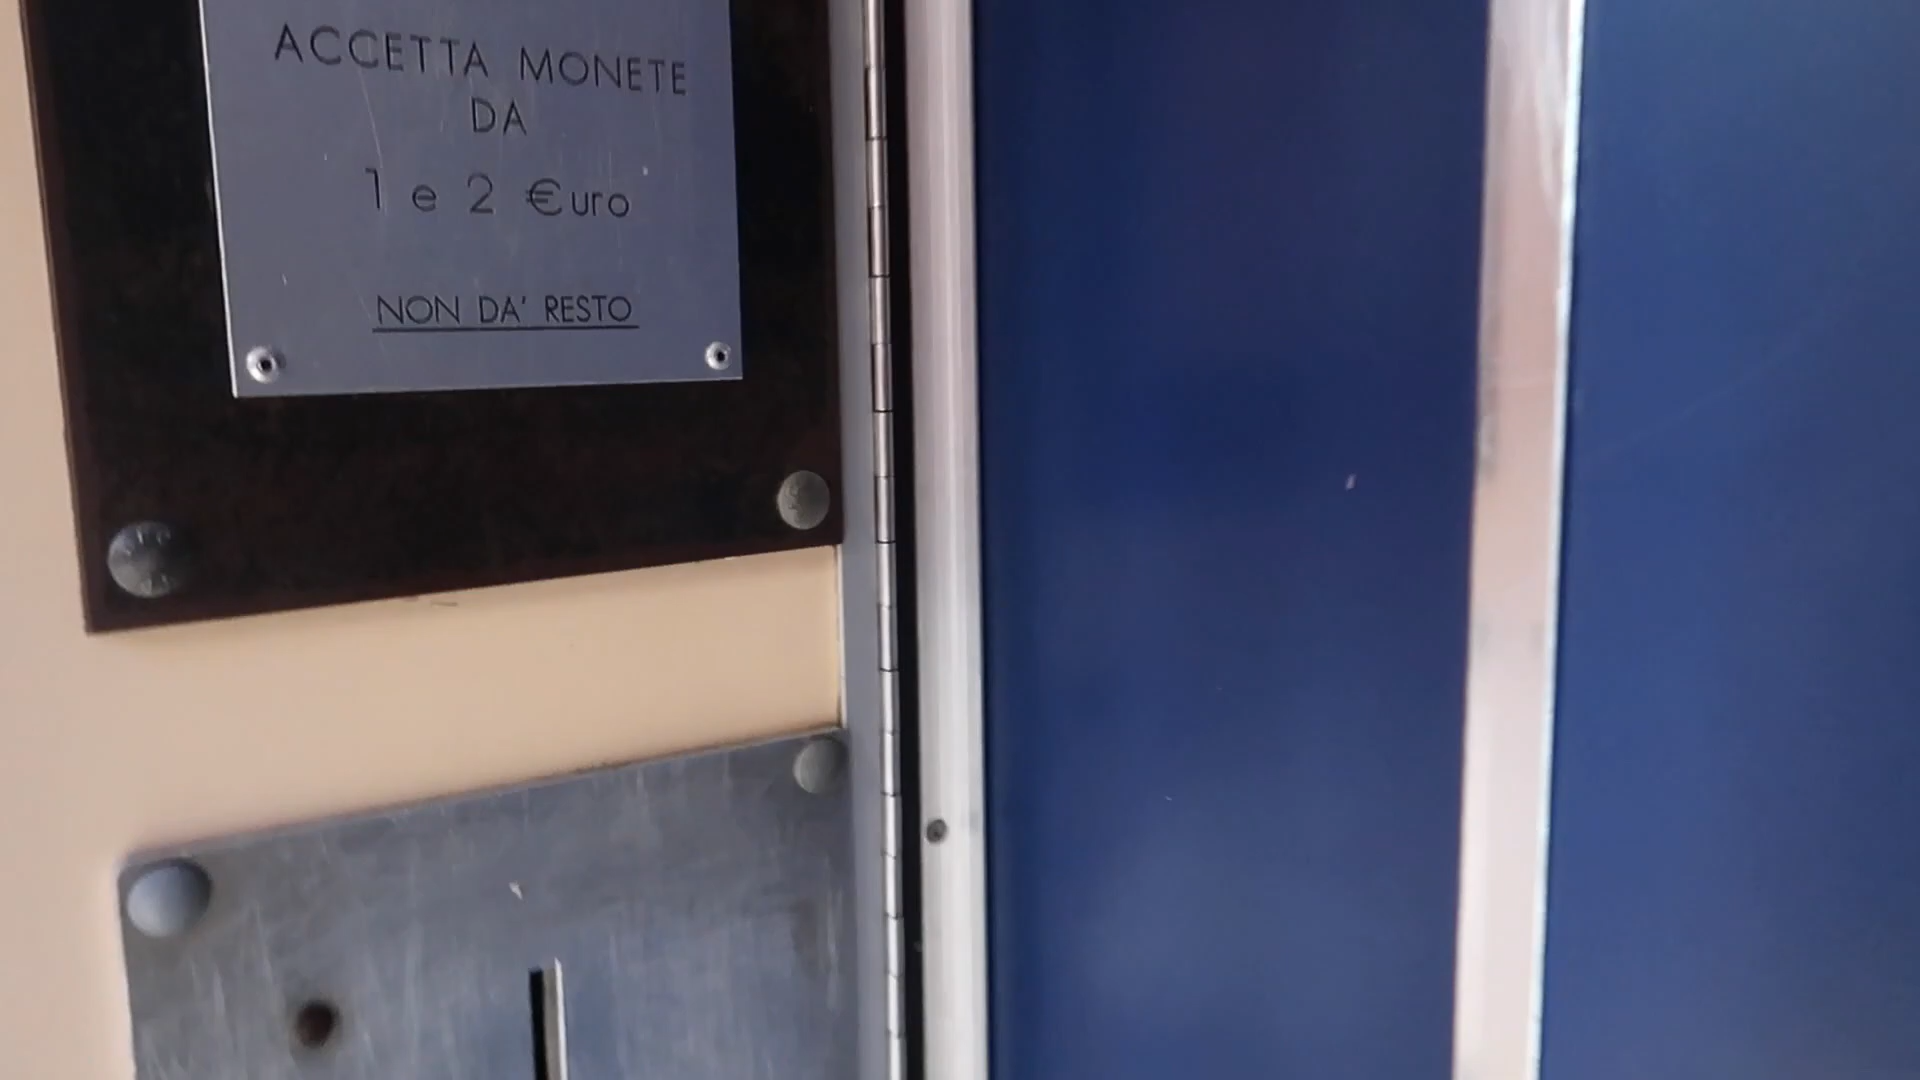 ACCETTA MONETE
DA
1 e 2 €uro
NON DA' RESTO